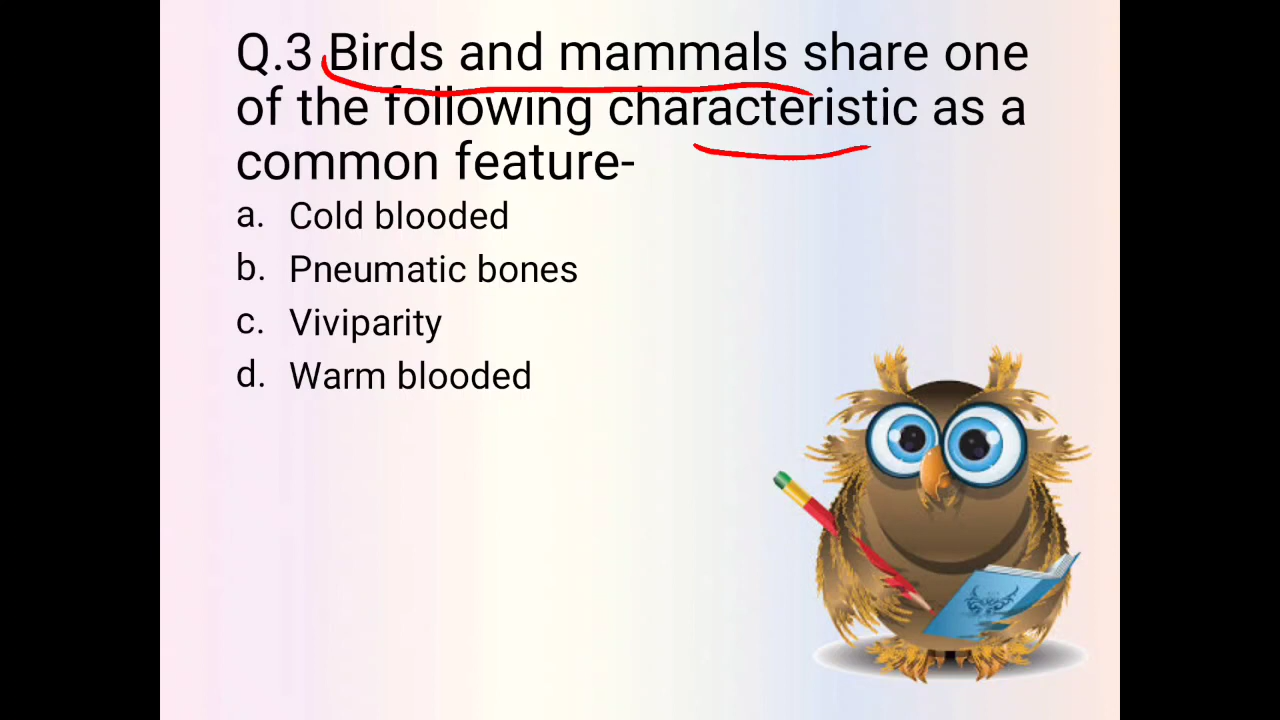 Q.3 Birds and mammals share one
of the following characteristic as a
common feature-
a. Cold blooded
b. Pneumatic bones
c. Viviparity
d. Warm blooded